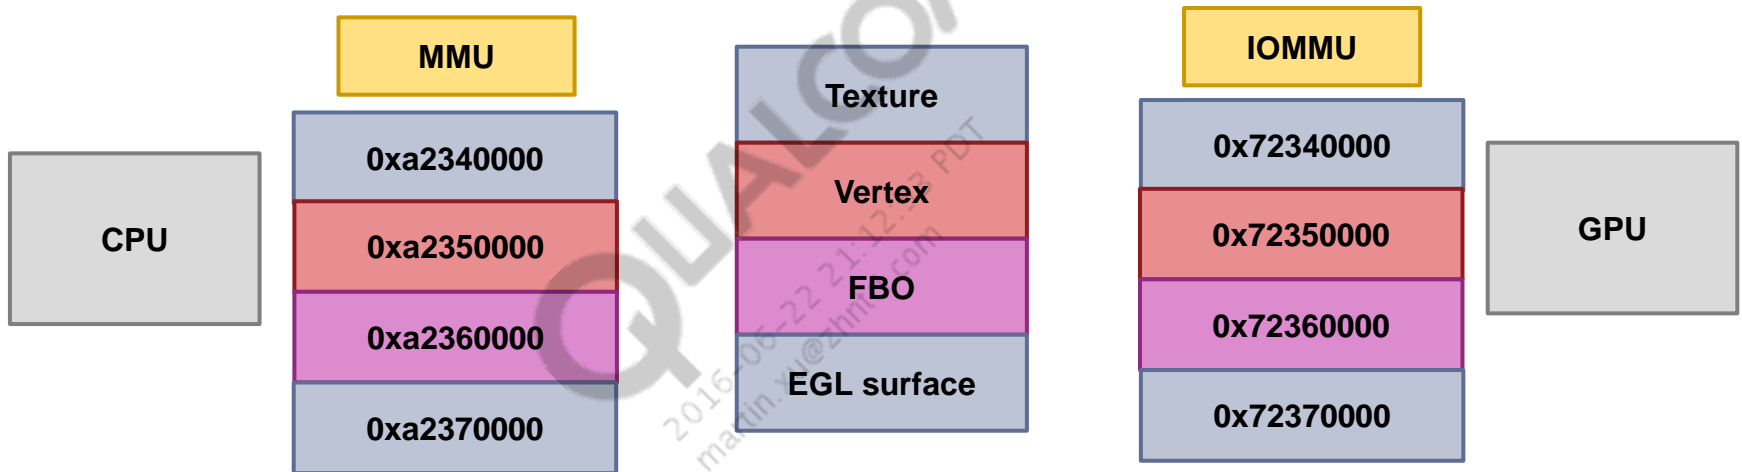 MMU
IOMMU
Texture
0xa2340000
0x72340000
Vertex
CPU
0xa2350000
0x72350000
GPU
FBO
0xa2360000
0x72360000
EGL surface
0xa2370000
0x72370000
QUALCO
2016-06-22 21:12:
PDT